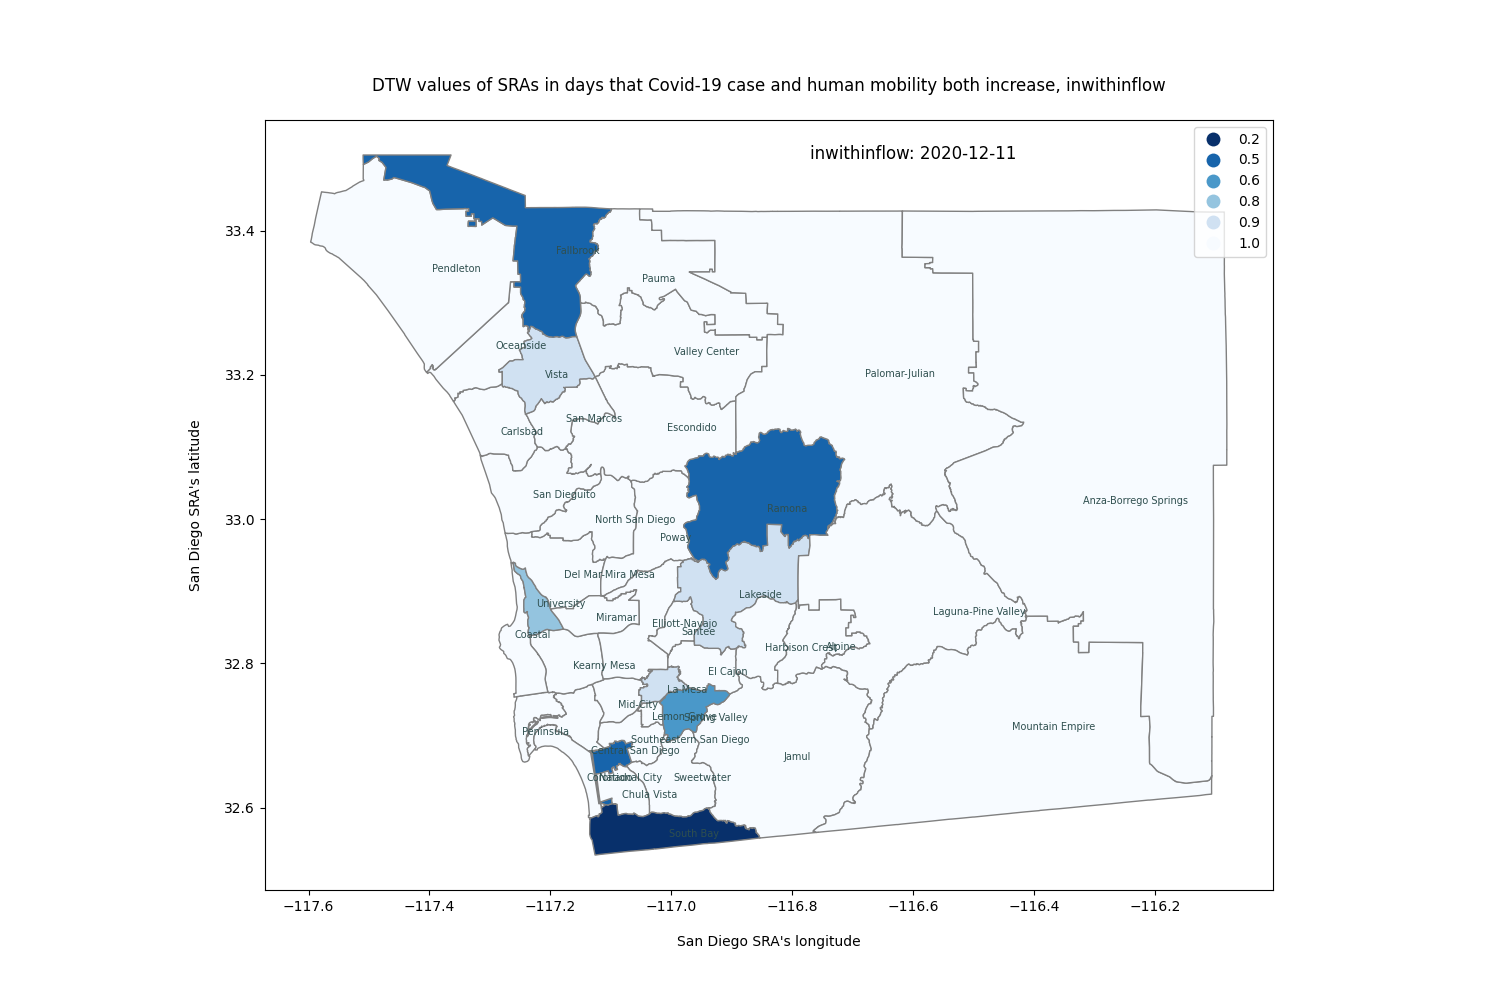 DTW values of SRAs in days that Covid-19 case and human mobility both increase, inwithinflow
inwithinflow: 2020-12-11
0.2
0.5
0.6
0.8
0.9
1.0
San Diego SRA's latitude
33.4
33.2
33.0
32.8
32.6
Fallbrook
Pendleton
Pauma
Oceanside
Valley Center
Vista
Palomar-Julian
San Marcos
Carlsbad
Escondido
San Dieguito
Anza-Borrego Springs
Ramona
North San Diego
Poway
Del Mar-Mira Mesa
Lakeside
University
Laguna-Pine Valley
Miramar
Elliott-Navajo
Santee
Coastal
Harbison Crest
Alpine
Kearny Mesa
El Cajon
La Mesa
Mid-City
Lemon Grove
Spring Valley
Mountain Empire
Peninsula
Southeastern San Diego
Central San Diego
Jamul
Coronado
National City
Sweetwater
Chula Vista
South Bay
−117.6
−117.4
−117.2
−117.0
−116.8
−116.6
−116.4
−116.2
San Diego SRA's longitude